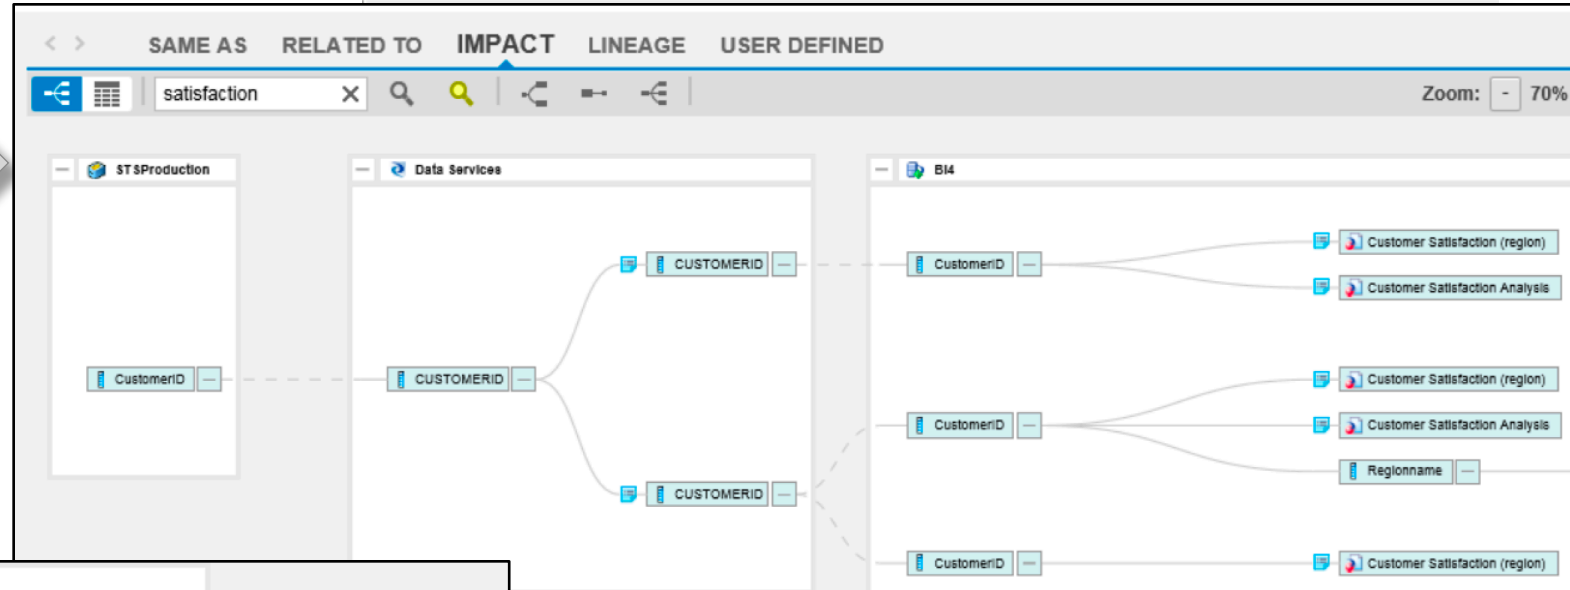 SAME AS RELATED TO IMPACT LINEAGE USER DEFINED
satisfaction Zoom: - 70%
STSProduction Data Services BI4
Customer Satisfaction (region)
CUSTOMERID CustomerID
Customer Satisfaction Analysis
CustomerID CUSTOMERID Customer Satisfaction (region)
CustomerID Customer Satisfaction Analysis
Regionname
CUSTOMERID
CustomerID Customer Satisfaction (region)